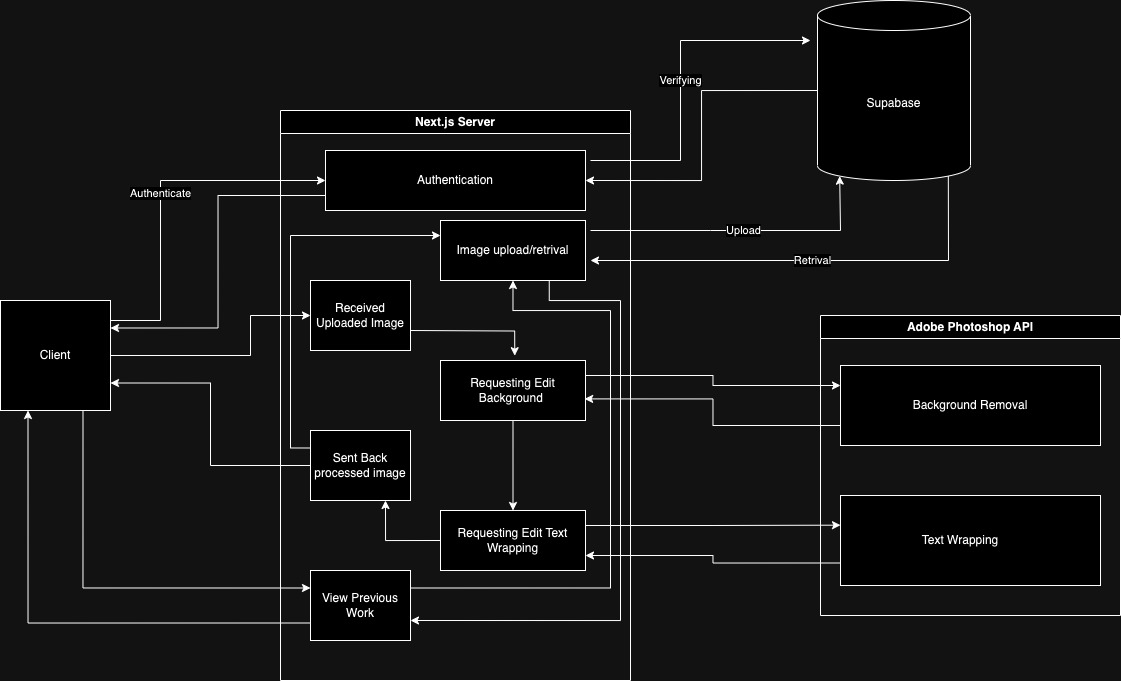 Supabase
Verifying
Next.js Server
Authentication
Authenticate
Upload
Image upload/retrival
Retrival
Received
Uploaded Image
Adobe Photoshop API
Client
Requesting Edit
Background
Background Removal
Sent Back
processed image
Requesting Edit Text
Wrapping
Text Wrapping
View Previous
Work